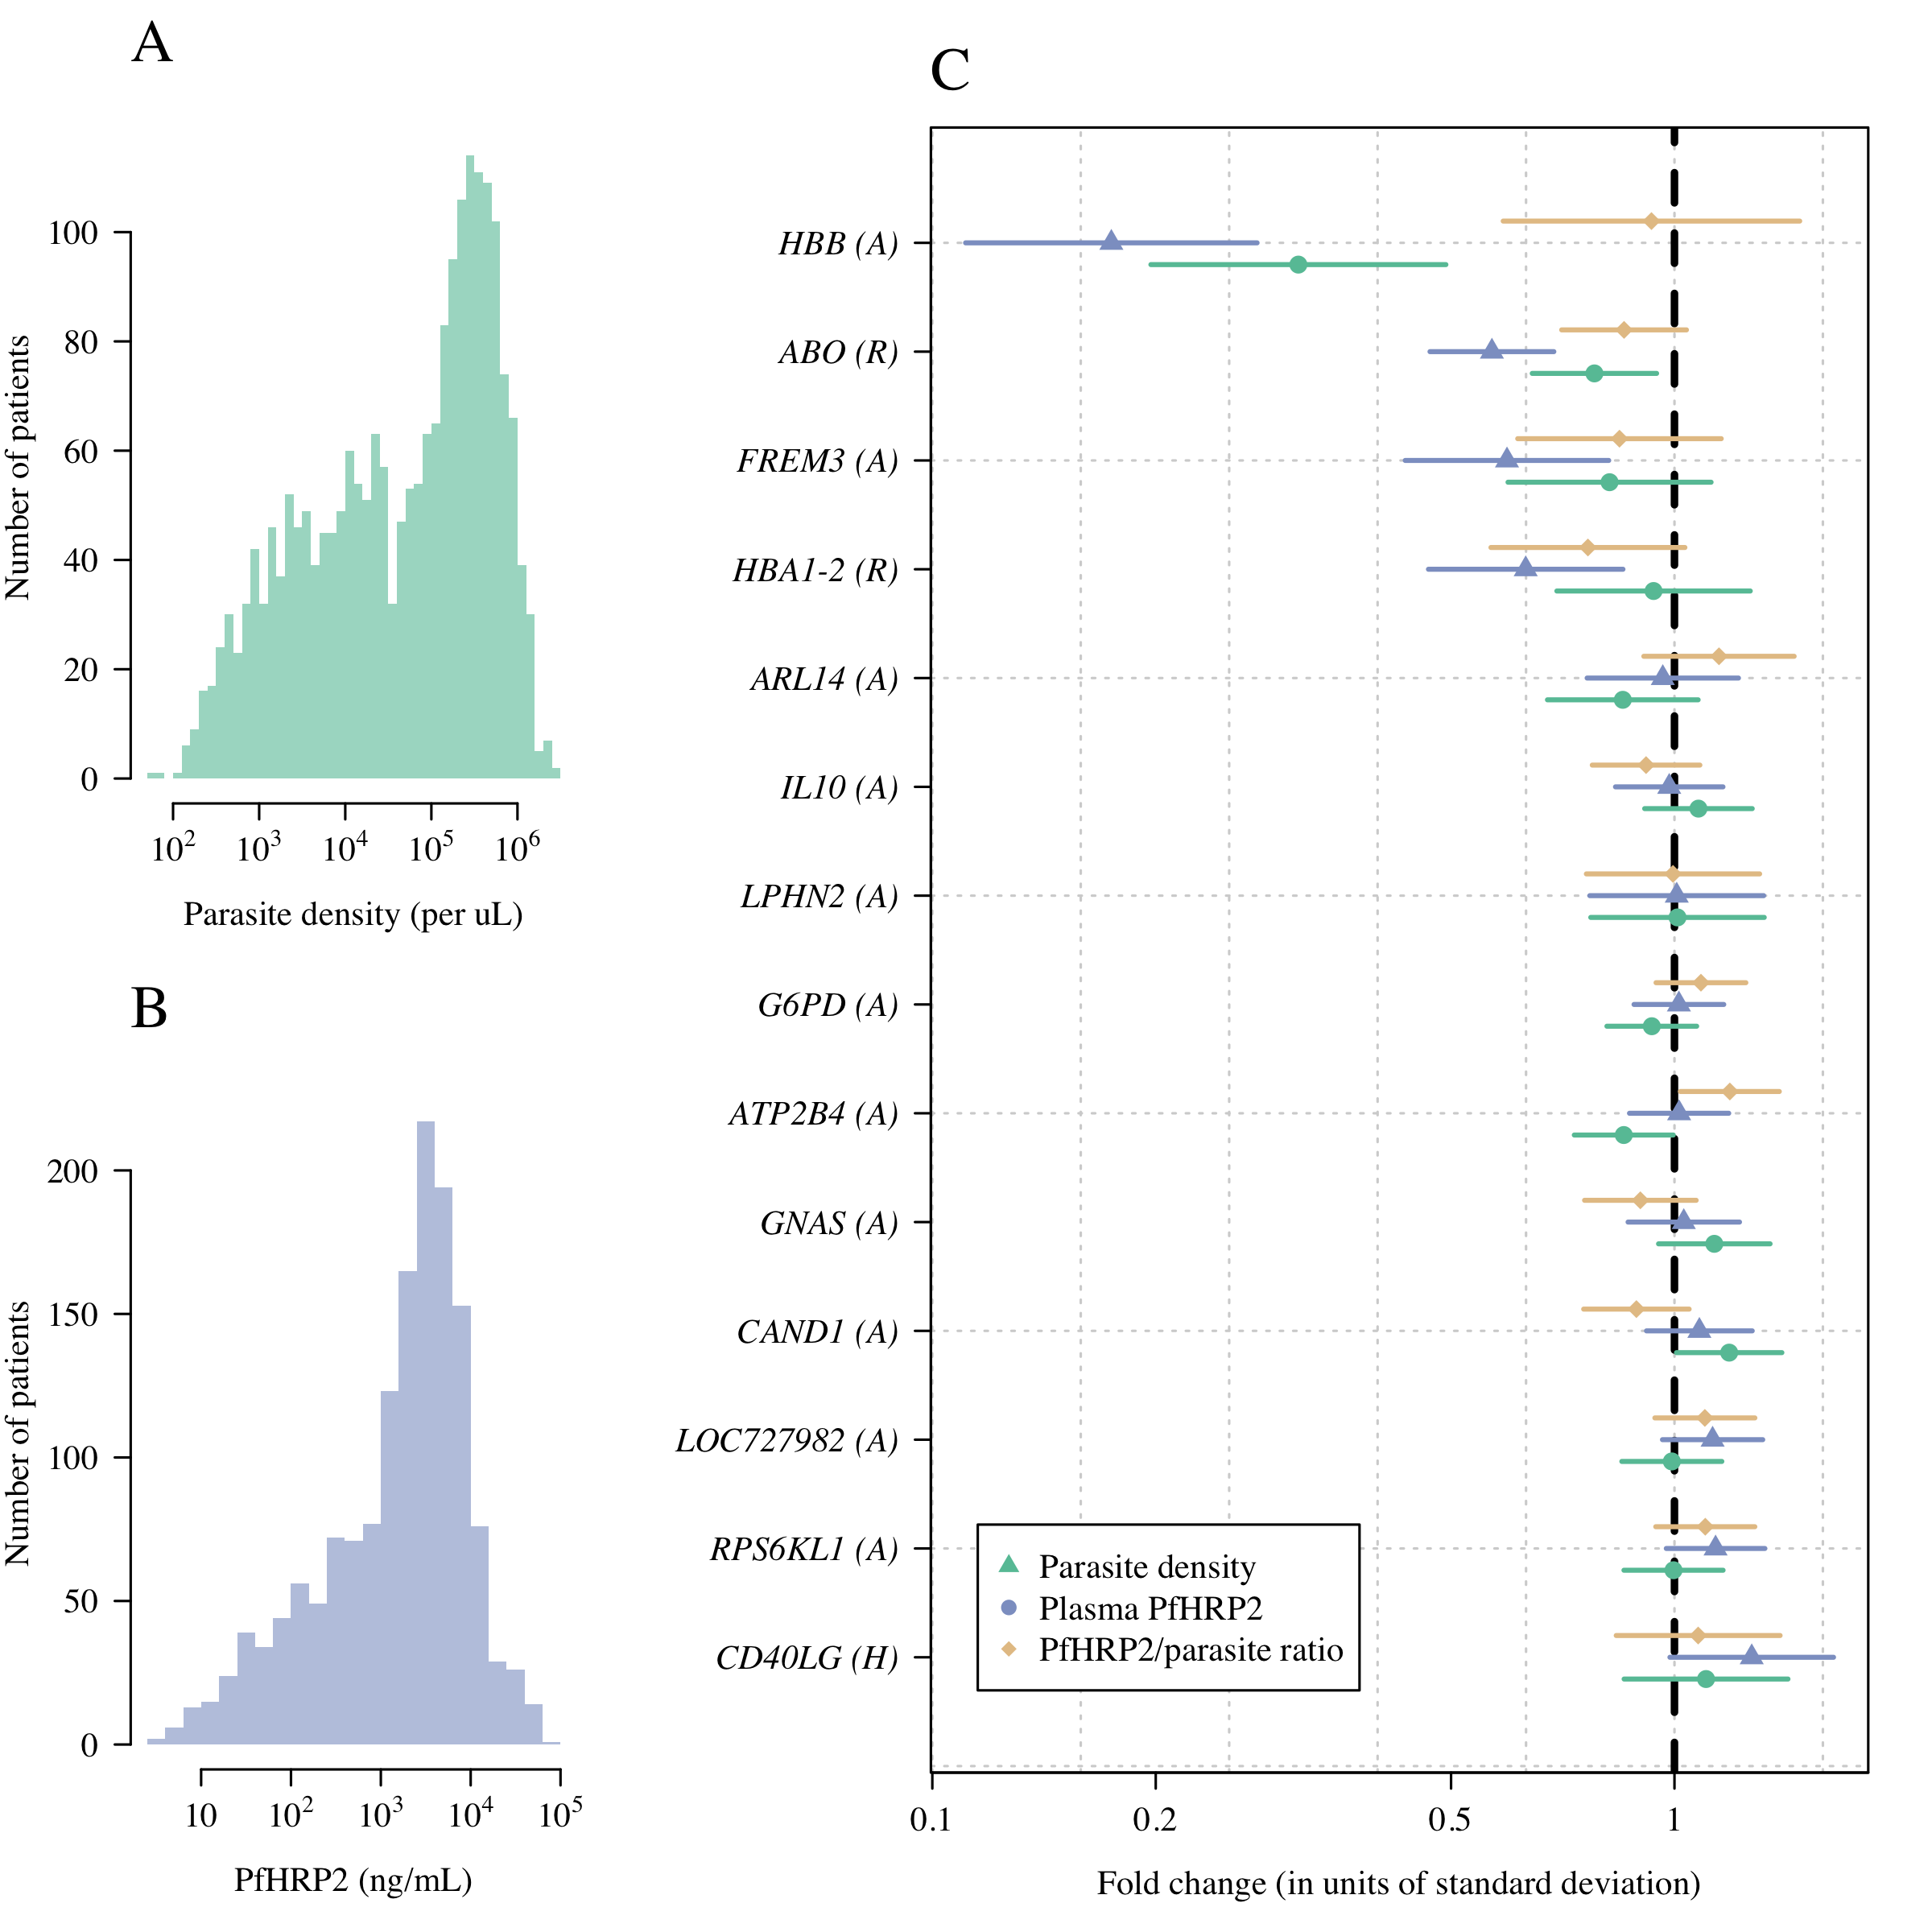 A
100
80
60
40
20
0
Number of patients
10^2 10^3 10^4 10^5 10^6
Parasite density (per uL)
B
200
150
100
50
0
Number of patients
10 10^2 10^3 10^4 10^5
PfHRP2 (ng/mL)
C
HBB (A)
ABO (R)
FREM3 (A)
HBA1-2 (R)
ARL14 (A)
IL10 (A)
LPHN2 (A)
G6PD (A)
ATP2B4 (A)
GNAS (A)
CAND1 (A)
LOC727982 (A)
RPS6KL1 (A)
CD40LG (H)
Parasite density
Plasma PfHRP2
PfHRP2/parasite ratio
0.1 0.2 0.5 1
Fold change (in units of standard deviation)